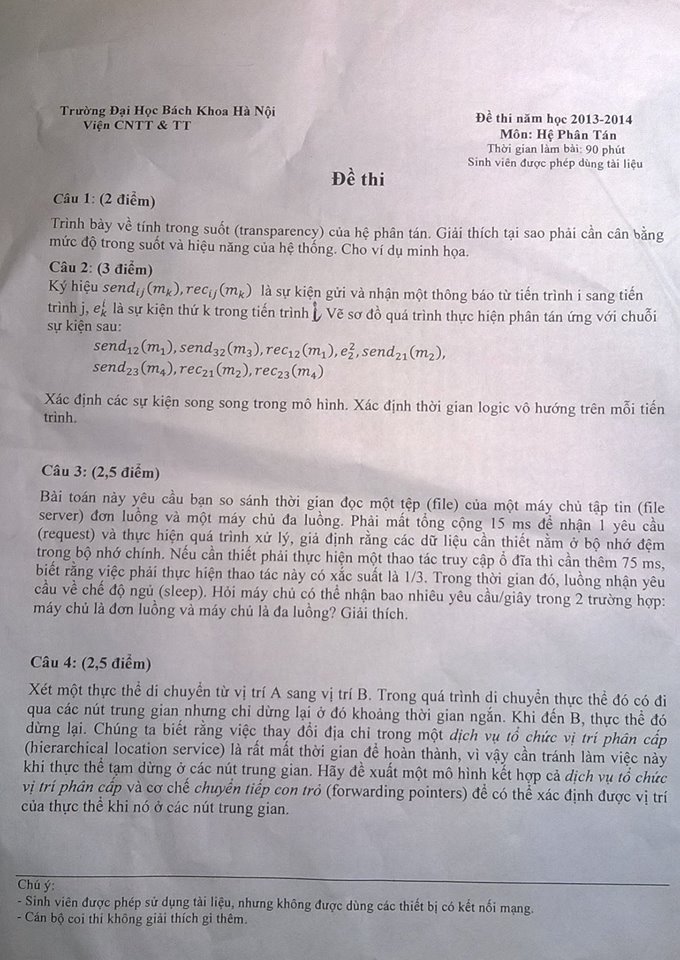 Trường Đại Học Bách Khoa Hà Nội
Viện CNTT & TT
Đề thi năm học 2013-2014
Môn: Hệ Phân Tán
Thời gian làm bài: 90 phút
Sinh viên được phép dùng tài liệu
Đề thi
Câu 1: (2 điểm)
Trình bày về tính trong suốt (transparency) của hệ phân tán. Giải thích tại sao phải cần cân bằng
mức độ trong suốt và hiệu năng của hệ thống. Cho ví dụ minh họa.
Câu 2: (3 điểm)
Ký hiệu send_ij(m_k), rec_ij(m_k) là sự kiện gửi và nhận một thông báo từ tiến trình i sang tiến
trình j, e_k^i là sự kiện thứ k trong tiến trình i. Vẽ sơ đồ quá trình thực hiện phân tán ứng với chuỗi
sự kiện sau:
send_12(m_1), send_32(m_3), rec_12(m_1), e_2^2, send_21(m_2),
send_23(m_4), rec_21(m_2), rec_23(m_4)
Xác định các sự kiện song song trong mô hình. Xác định thời gian logic vô hướng trên mỗi tiến
trình.
Câu 3: (2,5 điểm)
Bài toán này yêu cầu bạn so sánh thời gian đọc một tệp (file) của một máy chủ tập tin (file
server) đơn luồng và một máy chủ đa luồng. Phải mất tổng cộng 15 ms để nhận 1 yêu cầu
(request) và thực hiện quá trình xử lý, giả định rằng các dữ liệu cần thiết nằm ở bộ nhớ đệm
trong bộ nhớ chính. Nếu cần thiết phải thực hiện một thao tác truy cập ổ đĩa thì cần thêm 75 ms,
biết rằng việc phải thực hiện thao tác này có xắc suất là 1/3. Trong thời gian đó, luồng nhận yêu
cầu về chế độ ngủ (sleep). Hỏi máy chủ có thể nhận bao nhiêu yêu cầu/giây trong 2 trường hợp:
máy chủ là đơn luồng và máy chủ là đa luồng? Giải thích.
Câu 4: (2,5 điểm)
Xét một thực thể di chuyển từ vị trí A sang vị trí B. Trong quá trình di chuyển thực thể đó có đi
qua các nút trung gian nhưng chỉ dừng lại ở đó khoảng thời gian ngắn. Khi đến B, thực thể đó
dừng lại. Chúng ta biết rằng việc thay đổi địa chỉ trong một dịch vụ tổ chức vị trí phân cấp
(hierarchical location service) là rất mất thời gian để hoàn thành, vì vậy cần tránh làm việc này
khi thực thể tạm dừng ở các nút trung gian. Hãy đề xuất một mô hình kết hợp cả dịch vụ tổ chức
vị trí phân cấp và cơ chế chuyển tiếp con trỏ (forwarding pointers) để có thể xác định được vị trí
của thực thể khi nó ở các nút trung gian.
Chú ý:
- Sinh viên được phép sử dụng tài liệu, nhưng không được dùng các thiết bị có kết nối mạng.
- Cán bộ coi thi không giải thích gì thêm.